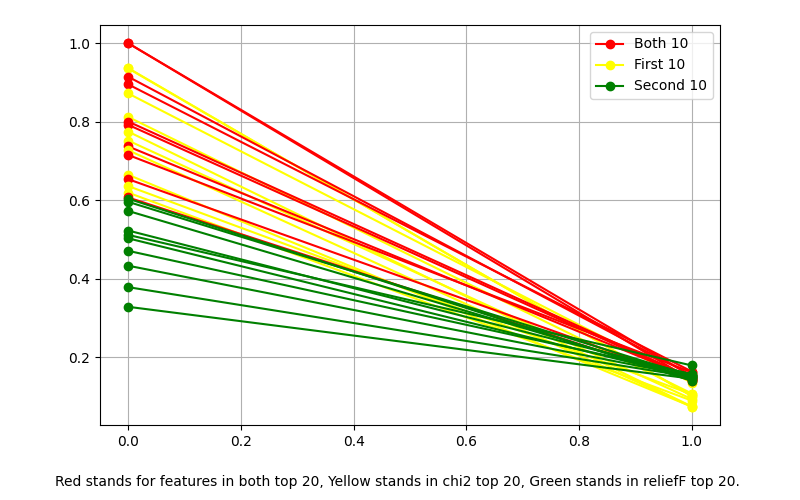 1.0
0.8
0.6
0.4
0.2
0.0 0.2 0.4 0.6 0.8 1.0
Both 10
First 10
Second 10
Red stands for features in both top 20, Yellow stands in chi2 top 20, Green stands in reliefF top 20.